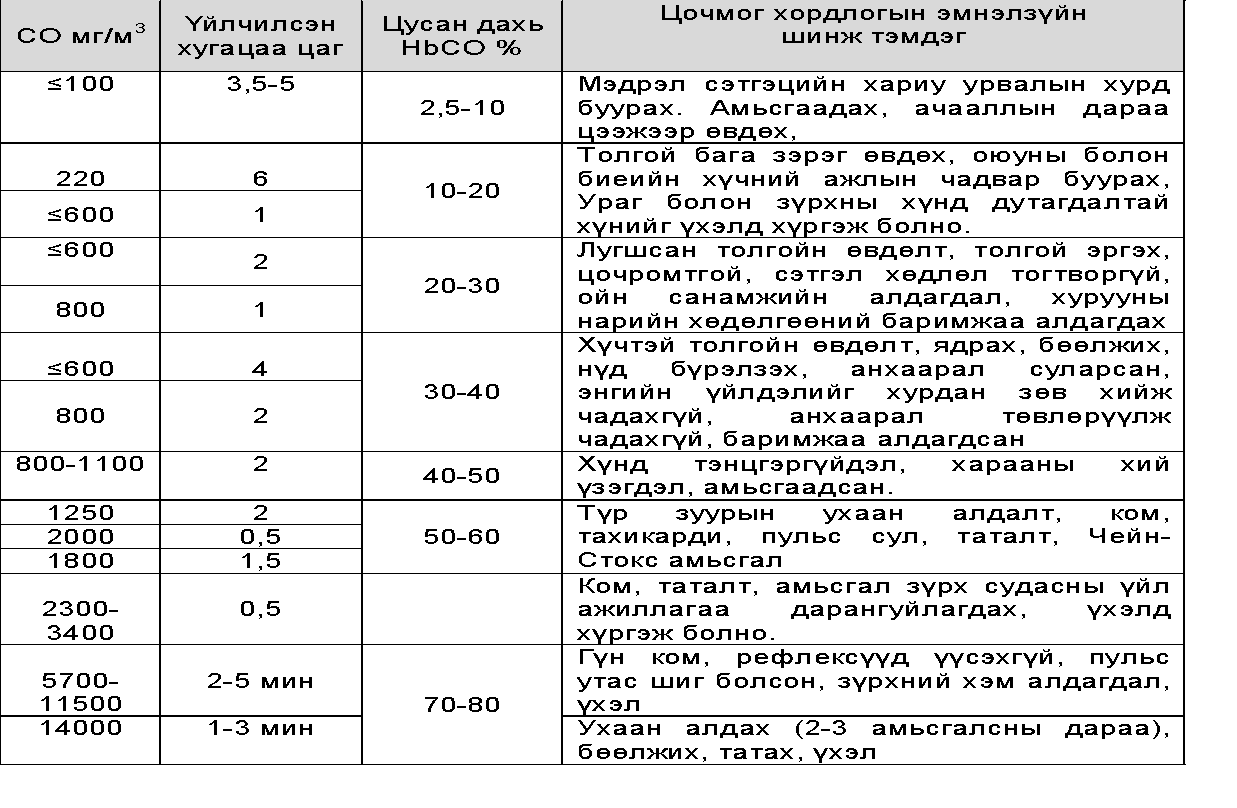 СО мг/м³
Үйлчилсэн
хугацаа цаг
Цусан дахь
HbCO %
Цочмог хордлогын эмнэлзүйн
шинж тэмдэг
≤100
3,5-5
2,5-10
Мэдрэл сэтгэцийн хариу урвалын хурд
буурах. Амьсгаадах, ачааллын дараа
цээжээр өвдөх,
220
6
≤600
1
10-20
Толгой бага зэрэг өвдөх, оюуны болон
биеийн хүчний ажлын чадвар буурах,
Ураг болон зүрхны хүнд дутагдалтай
хүнийг үхэлд хүргэж болно.
≤600
2
800
1
20-30
Лугшсан толгойн өвдөлт, толгой эргэх,
цочромтгой, сэтгэл хөдлөл тогтворгүй,
ойн санамжийн алдагдал, хурууны
нарийн хөдөлгөөний баримжаа алдагдах
≤600
4
800
2
30-40
Хүчтэй толгойн өвдөлт, ядрах, бөөлжих,
нүд бүрэлзэх, анхаарал суларсан,
энгийн үйлдэлийг хурдан зөв хийж
чадахгүй, анхаарал төвлөрүүлж
чадахгүй, баримжаа алдагдсан
800-1100
2
40-50
Хүнд тэнцгэргүйдэл, харааны хий
үзэгдэл, амьсгаадсан.
1250
2
2000
0,5
1800
1,5
50-60
Түр зуурын ухаан алдалт, ком,
тахикарди, пульс сул, таталт, Чейн-
Стокс амьсгал
2300-
3400
0,5
Ком, таталт, амьсгал зүрх судасны үйл
ажиллагаа дарангуйлагдах, үхэлд
хүргэж болно.
5700-
11500
2-5 мин
70-80
Гүн ком, рефлексүүд үүсэхгүй, пульс
утас шиг болсон, зүрхний хэм алдагдал,
үхэл
14000
1-3 мин
Ухаан алдах (2-3 амьсгалсны дараа),
бөөлжих, татах, үхэл